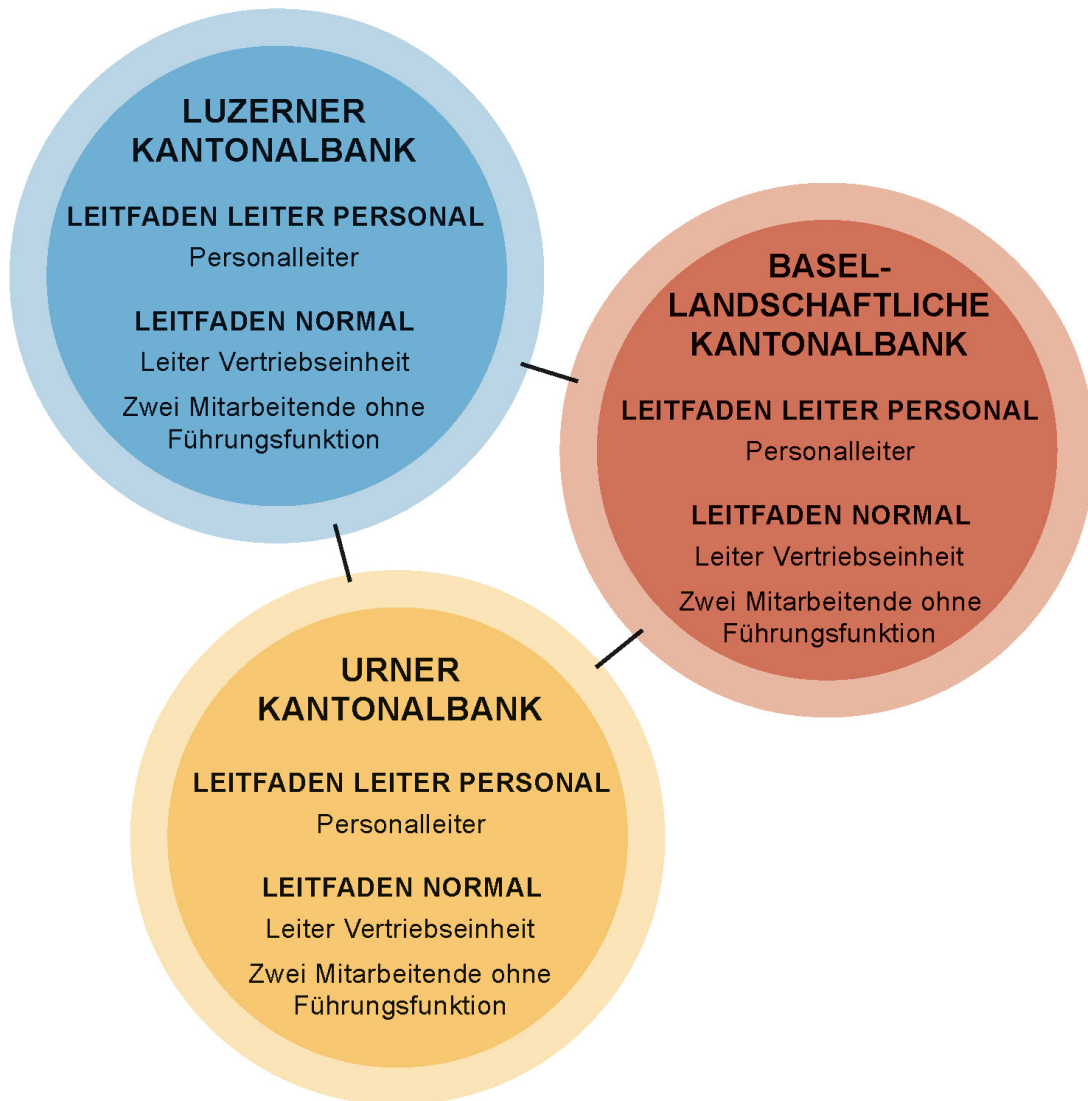 LUZERNER
KANTONALBANK
LEITFADEN LEITER PERSONAL
Personalleiter
LEITFADEN NORMAL
Leiter Vertriebseinheit
Zwei Mitarbeitende ohne
Führungsfunktion
BASEL-
LANDSCHAFTLICHE
KANTONALBANK
LEITFADEN LEITER PERSONAL
Personalleiter
LEITFADEN NORMAL
Leiter Vertriebseinheit
Zwei Mitarbeitende ohne
Führungsfunktion
URNER
KANTONALBANK
LEITFADEN LEITER PERSONAL
Personalleiter
LEITFADEN NORMAL
Leiter Vertriebseinheit
Zwei Mitarbeitende ohne
Führungsfunktion